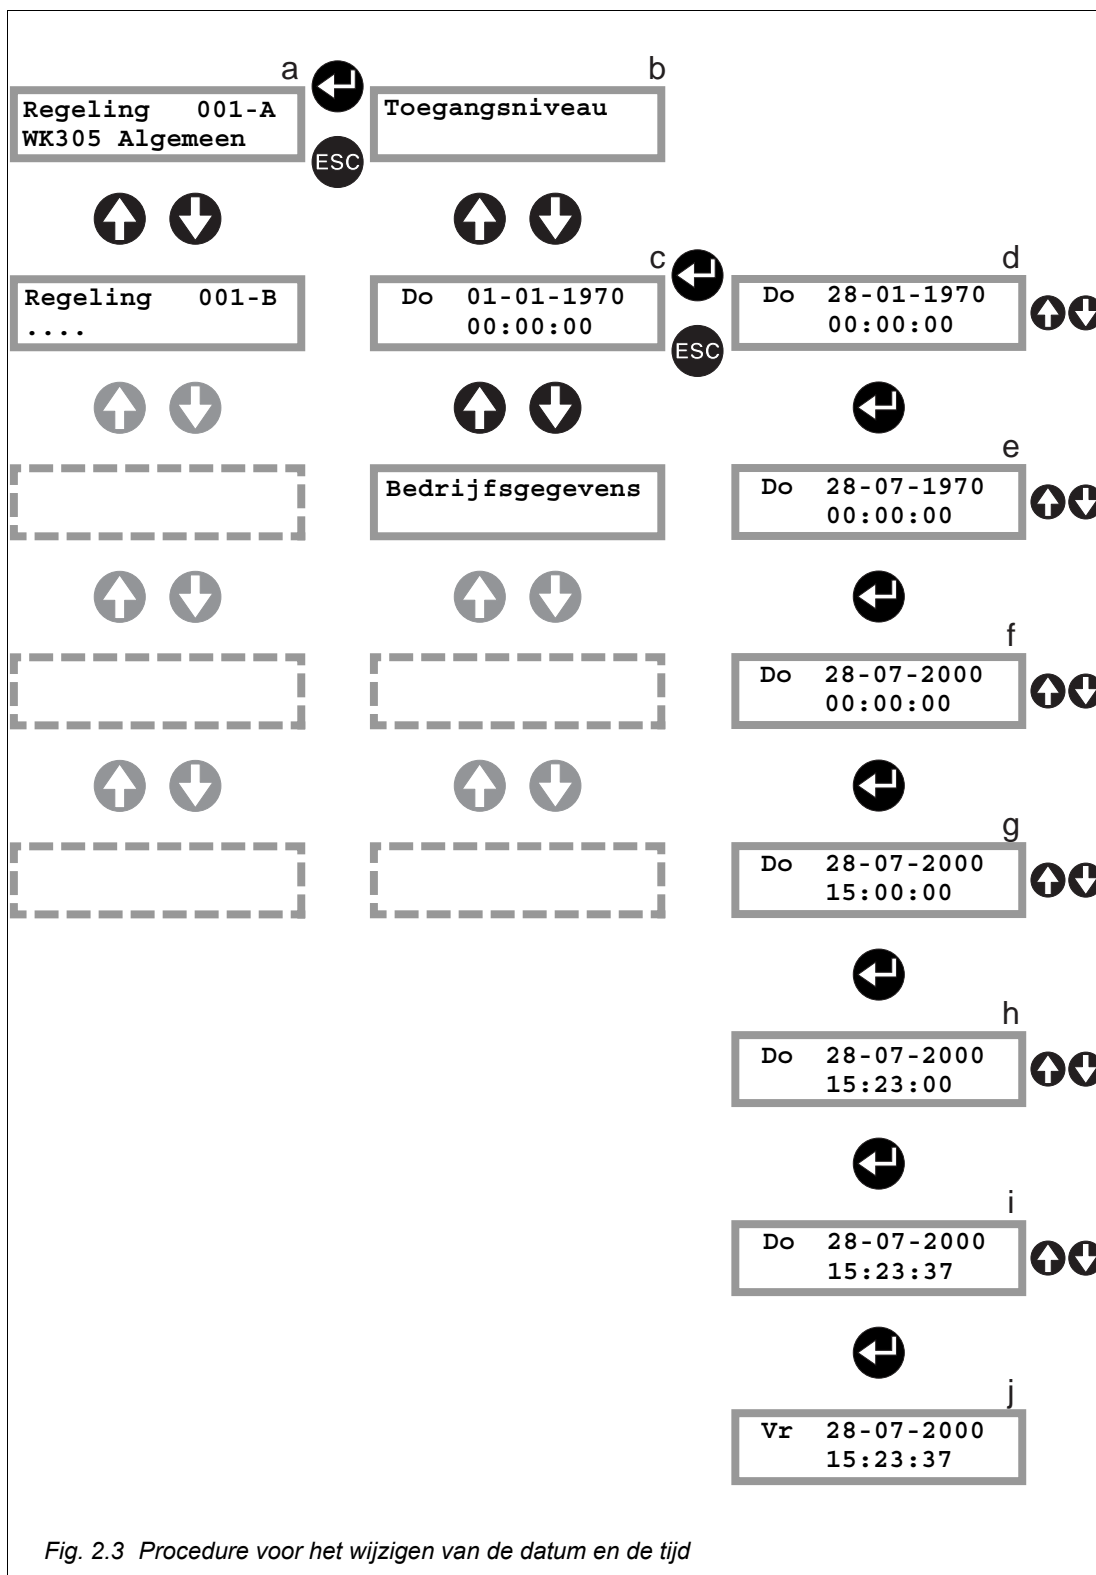 a
b
Regeling 001-A
WK305 Algemeen
Toegangsniveau
ESC
c
d
Regeling 001-B
....
Do 01-01-1970
00:00:00
ESC
Do 28-01-1970
00:00:00
e
Bedrijfsgegevens
Do 28-07-1970
00:00:00
f
Do 28-07-2000
00:00:00
g
Do 28-07-2000
15:00:00
h
Do 28-07-2000
15:23:00
i
Do 28-07-2000
15:23:37
j
Vr 28-07-2000
15:23:37
Fig. 2.3 Procedure voor het wijzigen van de datum en de tijd